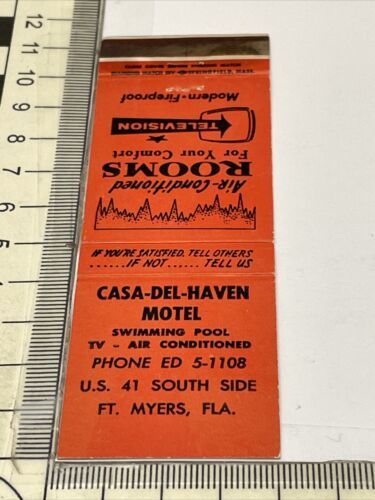 12
11
10
9
8
7
6
5
4
3
Modern-Fireproof
TELEVISION
For Your Comfort
ROOMS
Air-Conditioned
IF YOU'RE SATISFIED, TELL OTHERS
......IF NOT...... TELL US
CASA-DEL-HAVEN
MOTEL
SWIMMING POOL
TV - AIR CONDITIONED
PHONE ED 5-1108
U.S. 41 SOUTH SIDE
FT. MYERS, FLA.